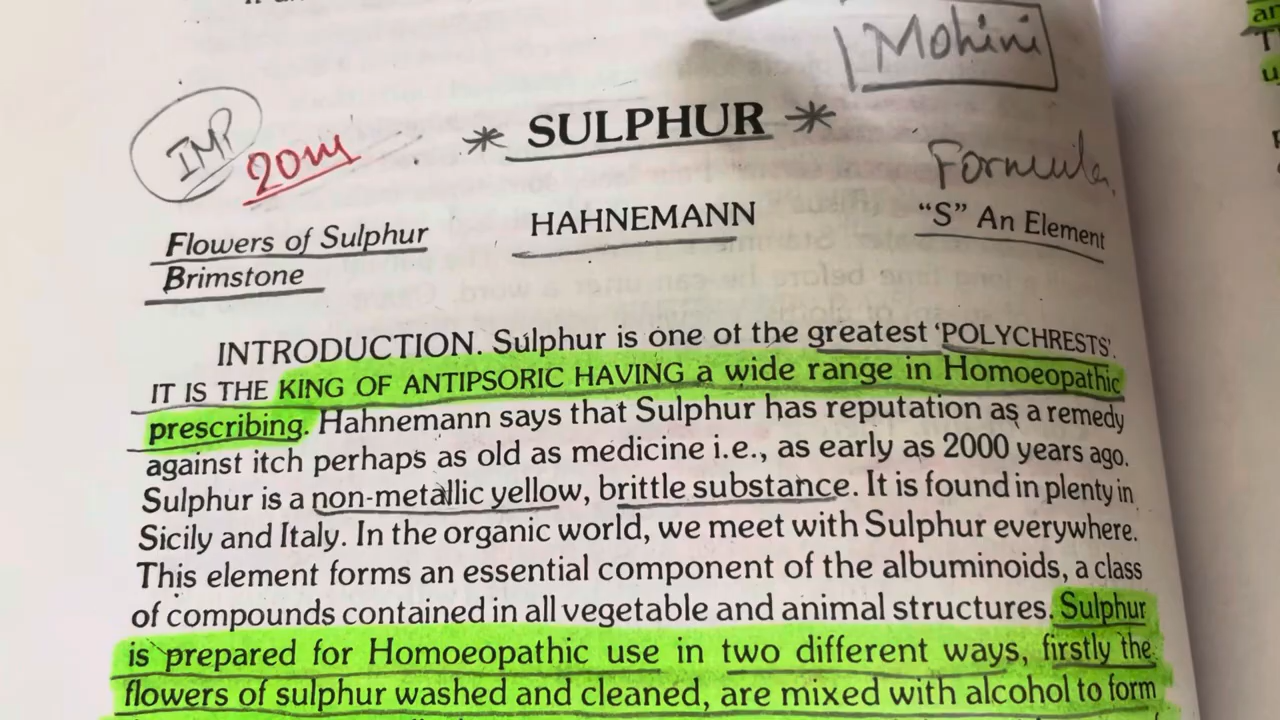 Mohini
IMP
20m
* SULPHUR *
Formula
Flowers of Sulphur
Brimstone
HAHNEMANN
“S” An Element
INTRODUCTION. Sulphur is one of the greatest ‘POLYCHRESTS’.
IT IS THE KING OF ANTIPSORIC HAVING a wide range in Homoeopathic
prescribing. Hahnemann says that Sulphur has reputation as a remedy
against itch perhaps as old as medicine i.e., as early as 2000 years ago.
Sulphur is a non-metallic yellow, brittle substance. It is found in plenty in
Sicily and Italy. In the organic world, we meet with Sulphur everywhere.
This element forms an essential component of the albuminoids, a class
of compounds contained in all vegetable and animal structures. Sulphur
is prepared for Homoeopathic use in two different ways, firstly the
flowers of sulphur washed and cleaned, are mixed with alcohol to form